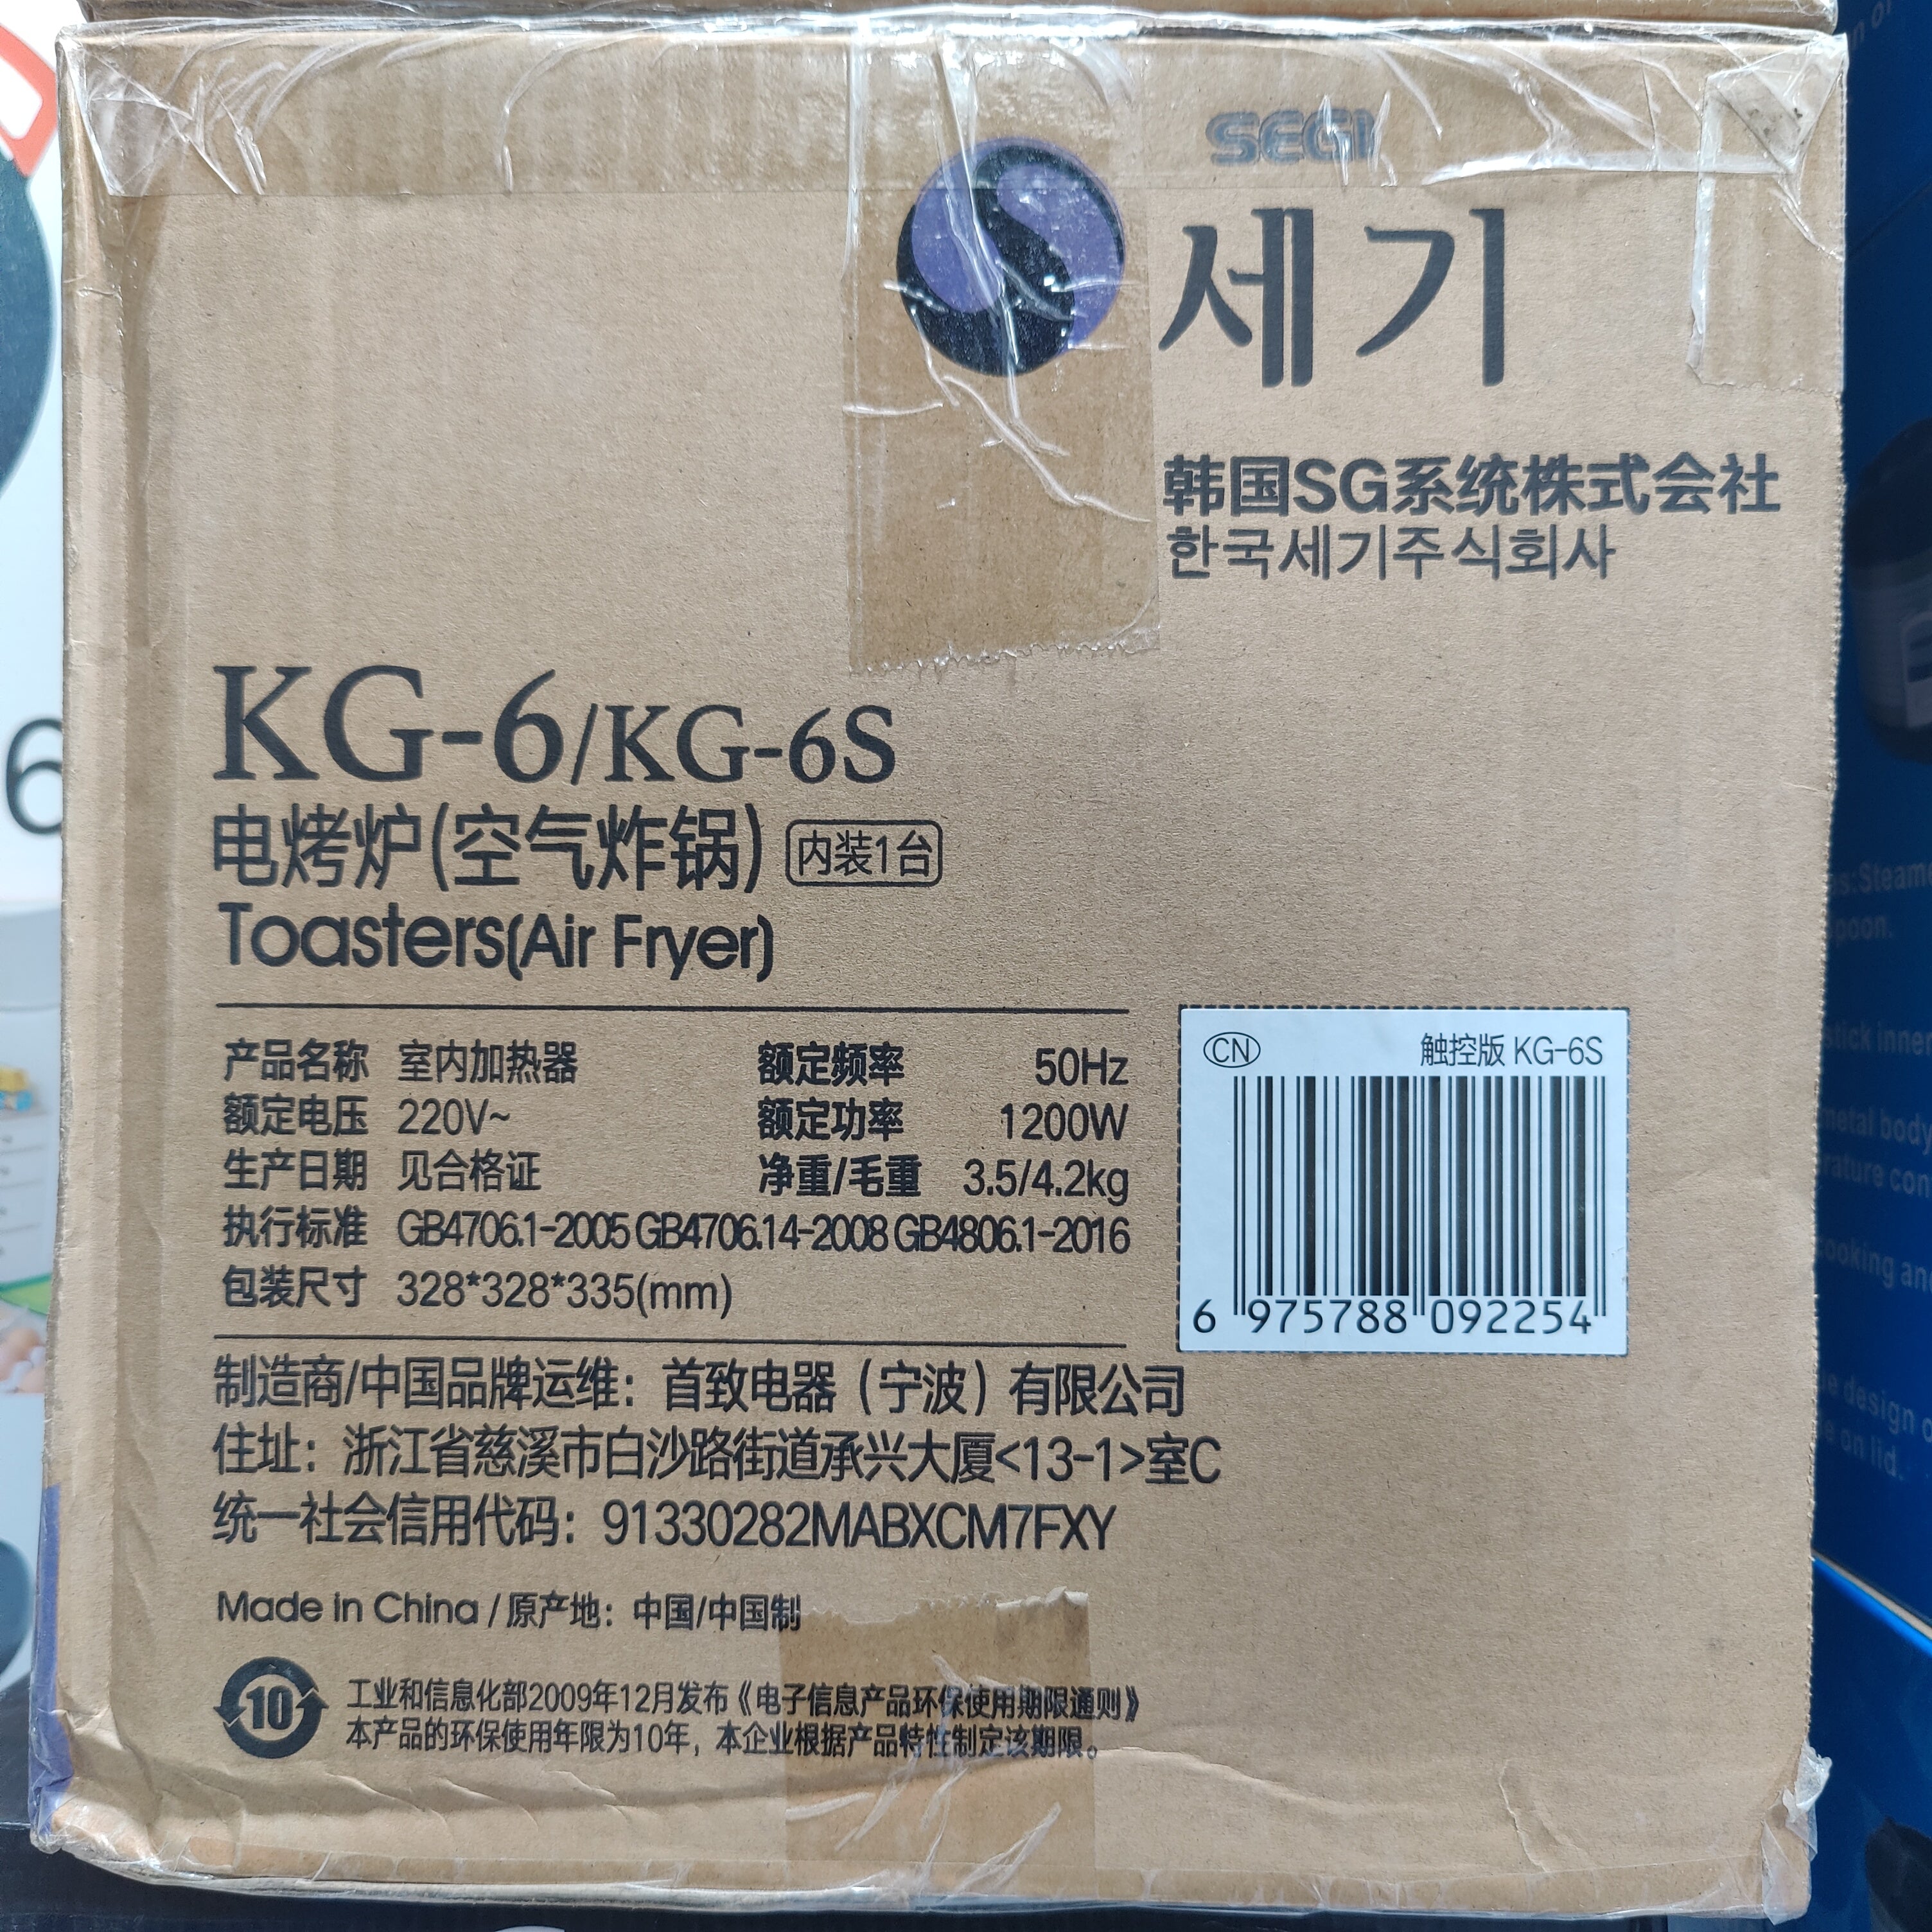 SEGI
세기
韩国SG系统株式会社
한국세기주식회사
KG-6/KG-6S
电烤炉(空气炸锅) 内装1台
Toasters(Air Fryer)
产品名称 室内加热器 额定频率 50Hz
额定电压 220V~ 额定功率 1200W
生产日期 见合格证 净重/毛重 3.5/4.2kg
执行标准 GB4706.1-2005 GB4706.14-2008 GB4806.1-2016
包装尺寸 328*328*335(mm)
CN 触控版 KG-6S
6 975788 092254
制造商/中国品牌运维：首致电器（宁波）有限公司
住址：浙江省慈溪市白沙路街道承兴大厦<13-1>室C
统一社会信用代码：91330282MABXCM7FXY
Made in China / 原产地：中国/中国制
10
工业和信息化部2009年12月发布《电子信息产品环保使用期限通则》
本产品的环保使用年限为10年，本企业根据产品特性制定该期限。
6
spoon.
stick inner
metal body
cooking and
design
on lid.